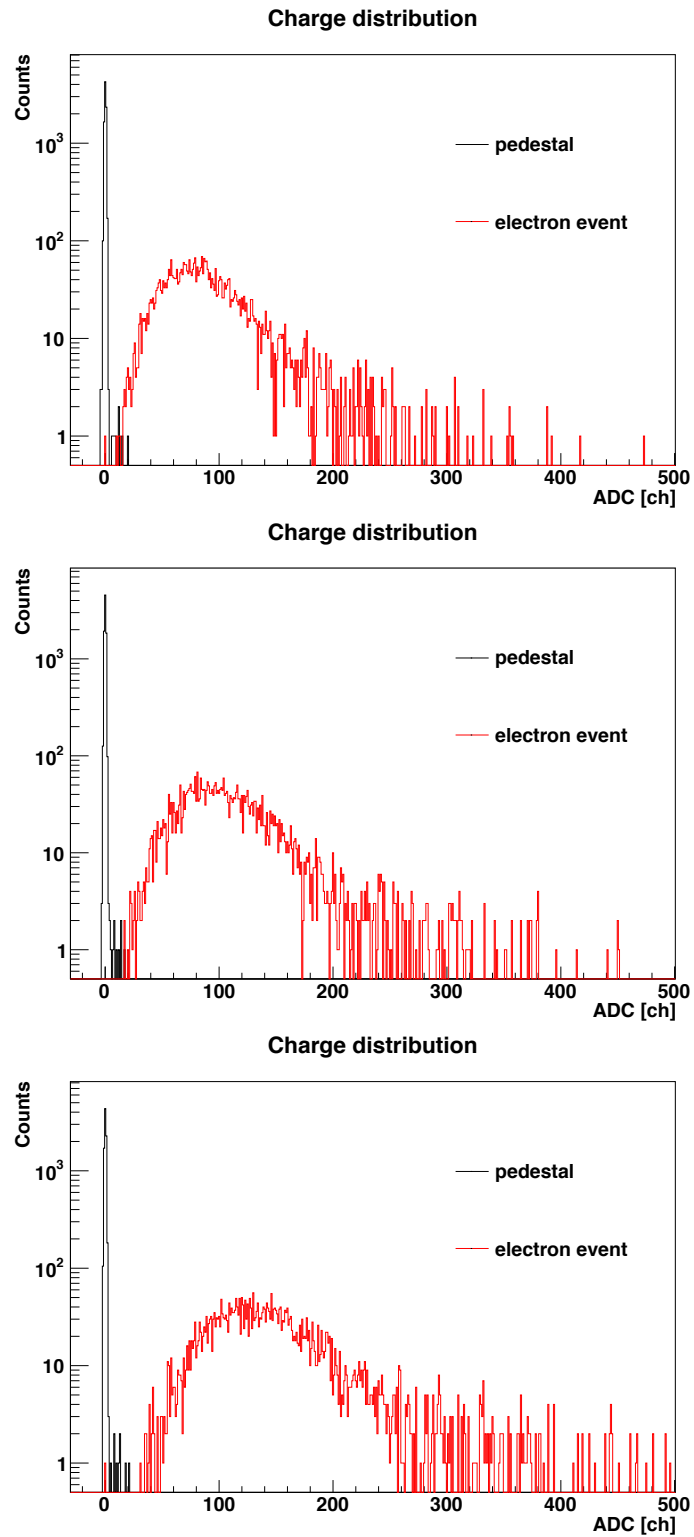 Charge distribution
Counts
10³
10²
10
1
pedestal
electron event
0 100 200 300 400 500
ADC [ch]
Charge distribution
Counts
10³
10²
10
1
pedestal
electron event
0 100 200 300 400 500
ADC [ch]
Charge distribution
Counts
10³
10²
10
1
pedestal
electron event
0 100 200 300 400 500
ADC [ch]